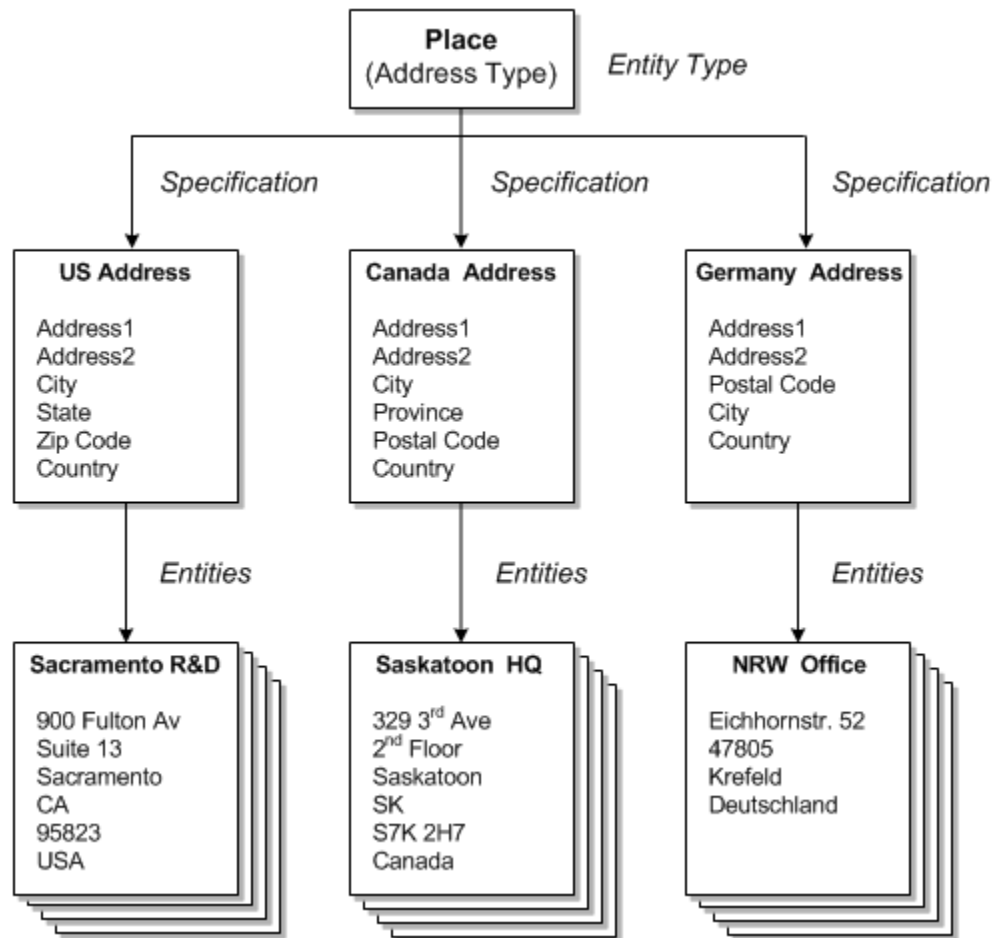 Place
(Address Type)
Entity Type
Specification
Specification
Specification
US Address
Address1
Address2
City
State
Zip Code
Country
Canada Address
Address1
Address2
City
Province
Postal Code
Country
Germany Address
Address1
Address2
Postal Code
City
Country
Entities
Entities
Entities
Sacramento R&D
900 Fulton Av
Suite 13
Sacramento
CA
95823
USA
Saskatoon HQ
329 3rd Ave
2nd Floor
Saskatoon
SK
S7K 2H7
Canada
NRW Office
Eichhornstr. 52
47805
Krefeld
Deutschland